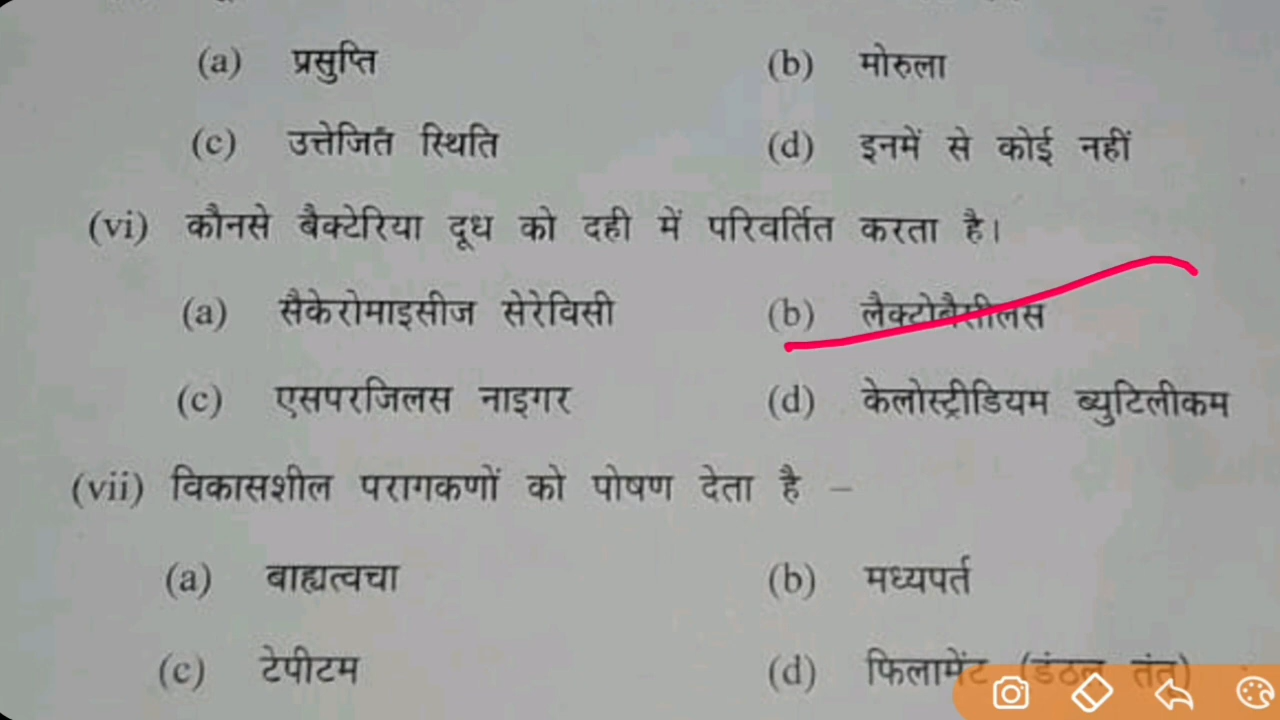 (a) प्रसुप्ति (b) मोरुला
(c) उत्तेजित स्थिति (d) इनमें से कोई नहीं
(vi) कौनसे बैक्टेरिया दूध को दही में परिवर्तित करता है।
(a) सैकेरोमाइसीज सेरेविसी (b) लैक्टोबैसीलस
(c) एसपरजिलस नाइगर (d) केलोस्ट्रीडियम ब्युटिलीकम
(vii) विकासशील परागकणों को पोषण देता है –
(a) बाह्यत्वचा (b) मध्यपर्त
(c) टेपीटम (d) फिलामेंट (डंठल तंतु)